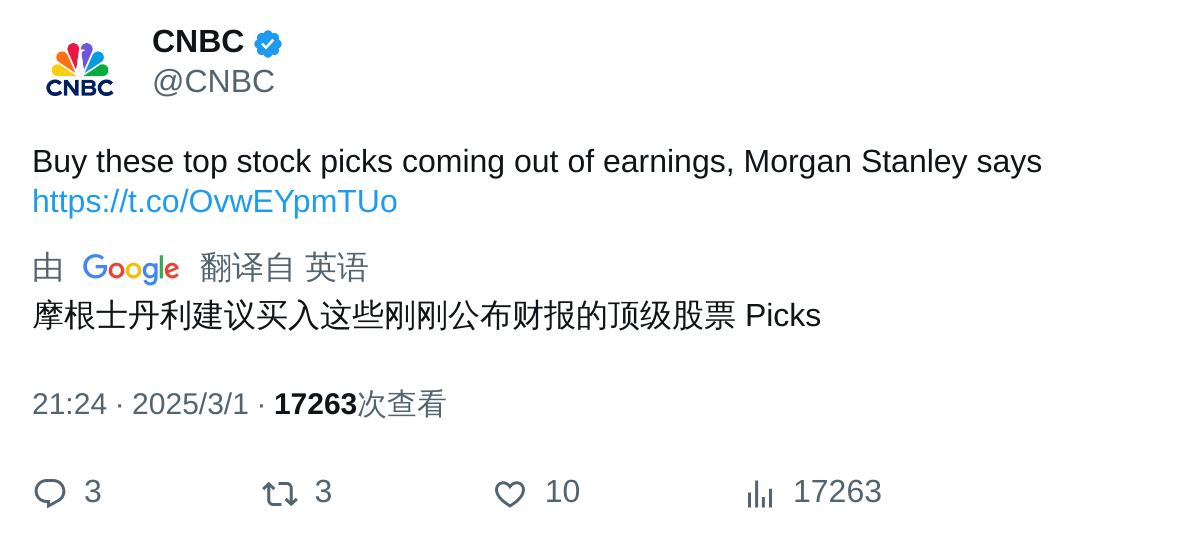 CNBC
CNBC
@CNBC
Buy these top stock picks coming out of earnings, Morgan Stanley says
https://t.co/OvwEYpmTUo
由 Google 翻译自 英语
摩根士丹利建议买入这些刚刚公布财报的顶级股票 Picks
21:24 · 2025/3/1 · 17263次查看
3 3 10 17263